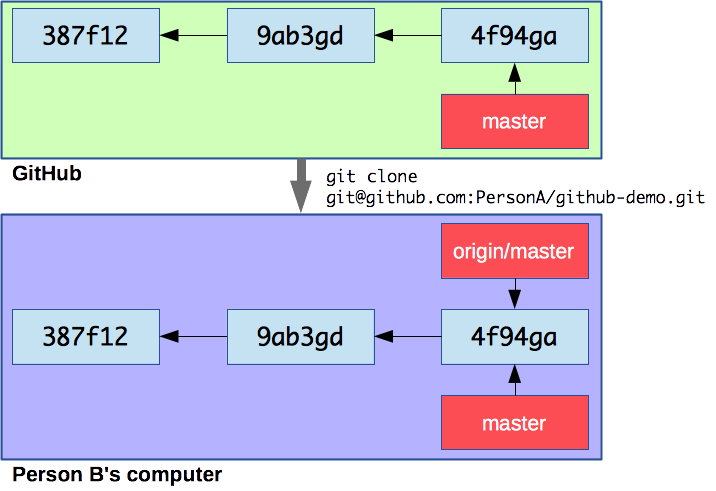 387f12 9ab3gd 4f94ga
master
GitHub
git clone
git@github.com:PersonA/github-demo.git
origin/master
387f12 9ab3gd 4f94ga
master
Person B's computer